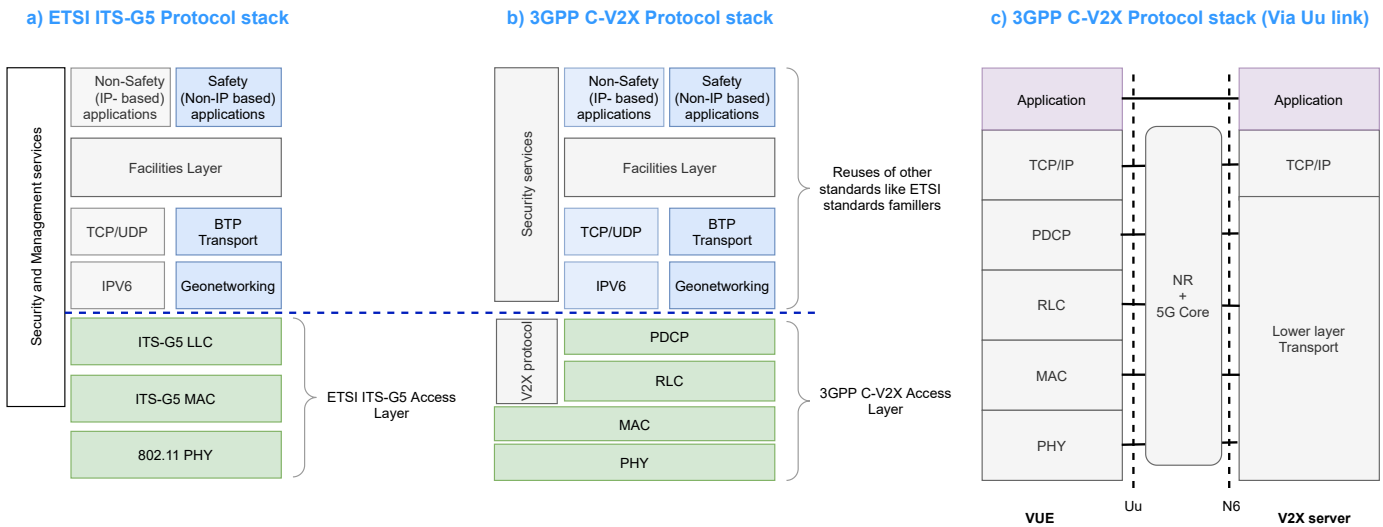 a) ETSI ITS-G5 Protocol stack
Security and Management services
Non-Safety
(IP- based)
applications
Safety
(Non-IP based)
applications
Facilities Layer
TCP/UDP
BTP
Transport
IPV6
Geonetworking
ITS-G5 LLC
ITS-G5 MAC
802.11 PHY
ETSI ITS-G5 Access
Layer
b) 3GPP C-V2X Protocol stack
Security services
Non-Safety
(IP- based)
applications
Safety
(Non-IP based)
applications
Facilities Layer
TCP/UDP
BTP
Transport
IPV6
Geonetworking
Reuses of other
standards like ETSI
standards famillers
V2X protocol
PDCP
RLC
MAC
PHY
3GPP C-V2X Access
Layer
c) 3GPP C-V2X Protocol stack (Via Uu link)
Application
TCP/IP
PDCP
RLC
MAC
PHY
VUE
Uu
NR
+
5G Core
N6
Application
TCP/IP
Lower layer
Transport
V2X server